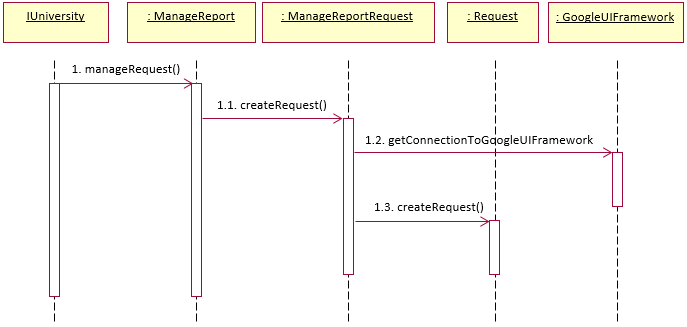 IUniversity
: ManageReport
: ManageReportRequest
: Request
: GoogleUIFramework
1. manageRequest()
1.1. createRequest()
1.2. getConnectionToGoogleUIFramework
1.3. createRequest()